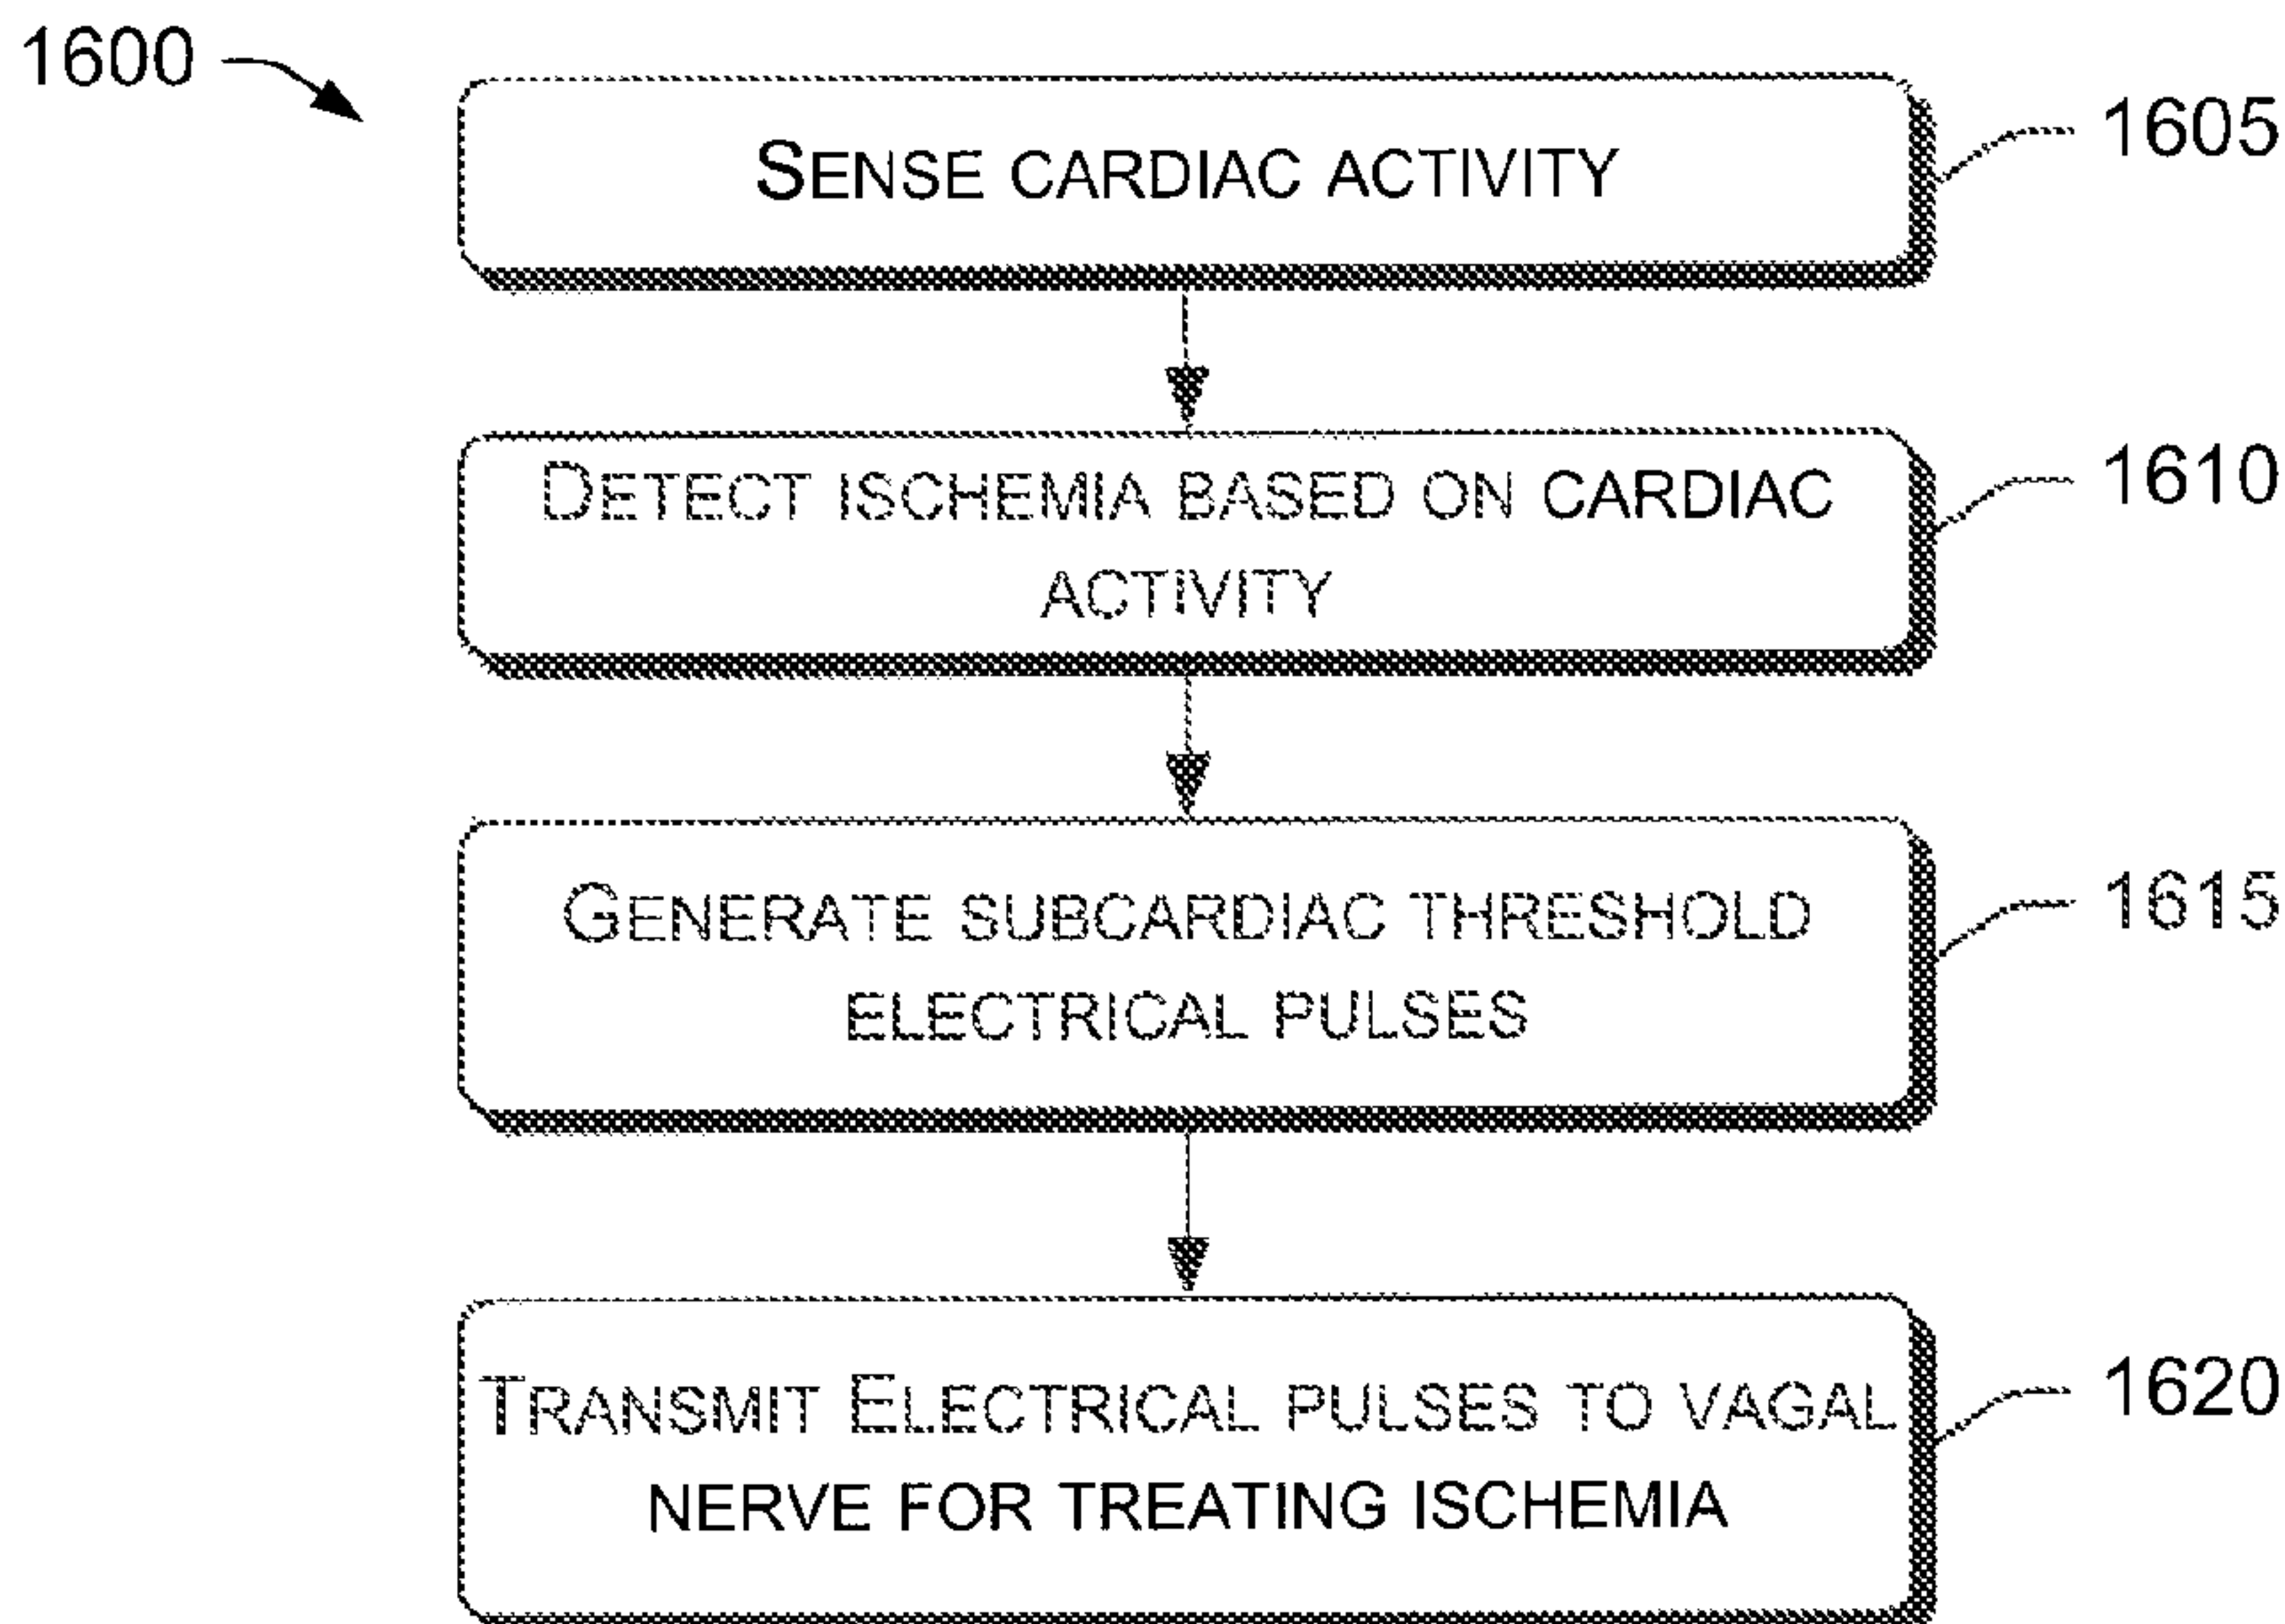 1600
SENSE CARDIAC ACTIVITY
1605
DETECT ISCHEMIA BASED ON CARDIAC
ACTIVITY
1610
GENERATE SUBCARDIAC THRESHOLD
ELECTRICAL PULSES
1615
TRANSMIT ELECTRICAL PULSES TO VAGAL
NERVE FOR TREATING ISCHEMIA
1620